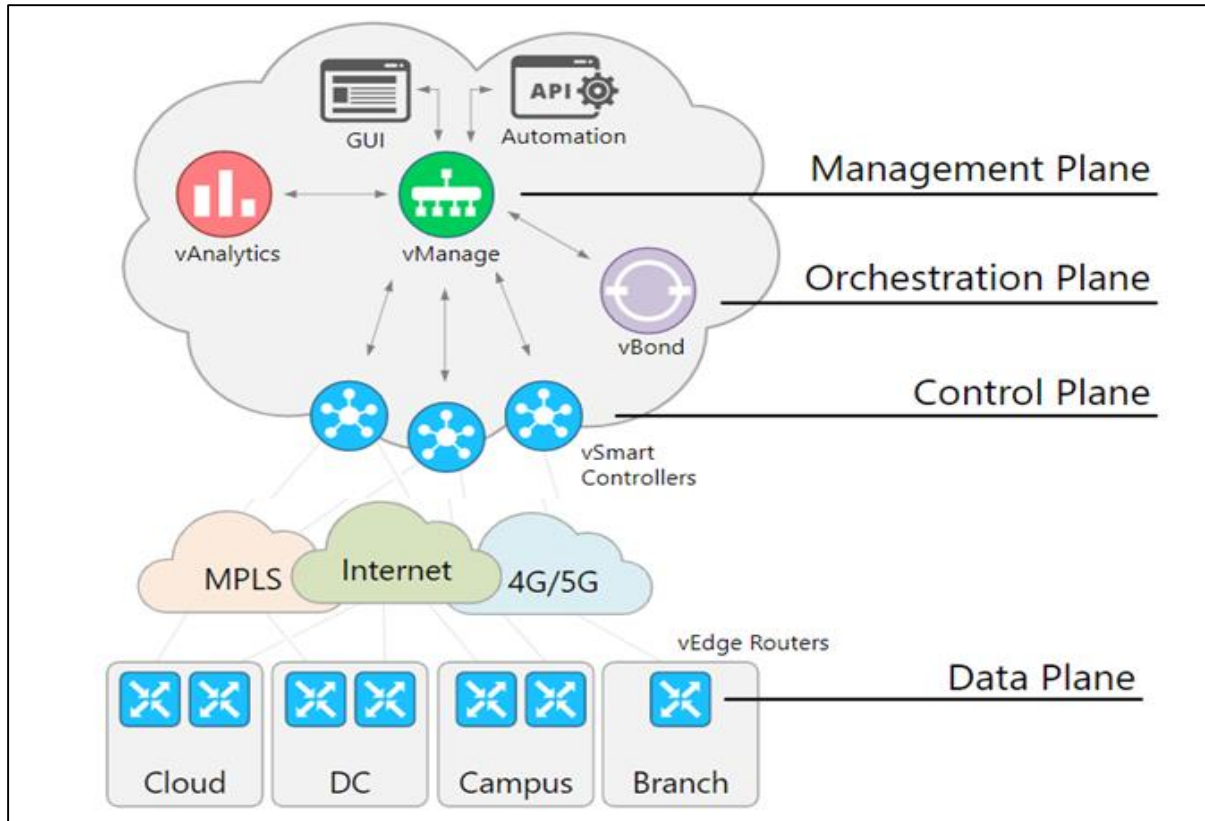 API
GUI
Automation
Management Plane
vAnalytics
vManage
Orchestration Plane
vBond
Control Plane
vSmart
Controllers
MPLS
Internet
4G/5G
vEdge Routers
Data Plane
Cloud
DC
Campus
Branch